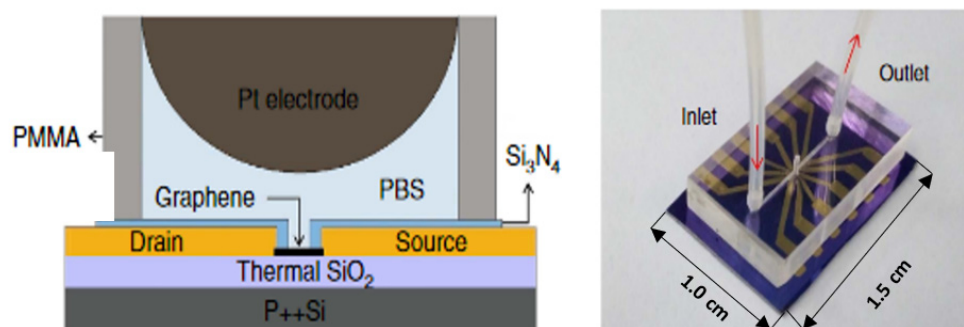 Pt electrode
PMMA
Si₃N₄
Graphene
PBS
Drain
Source
Thermal SiO₂
P++Si
Inlet
Outlet
1.0 cm
1.5 cm